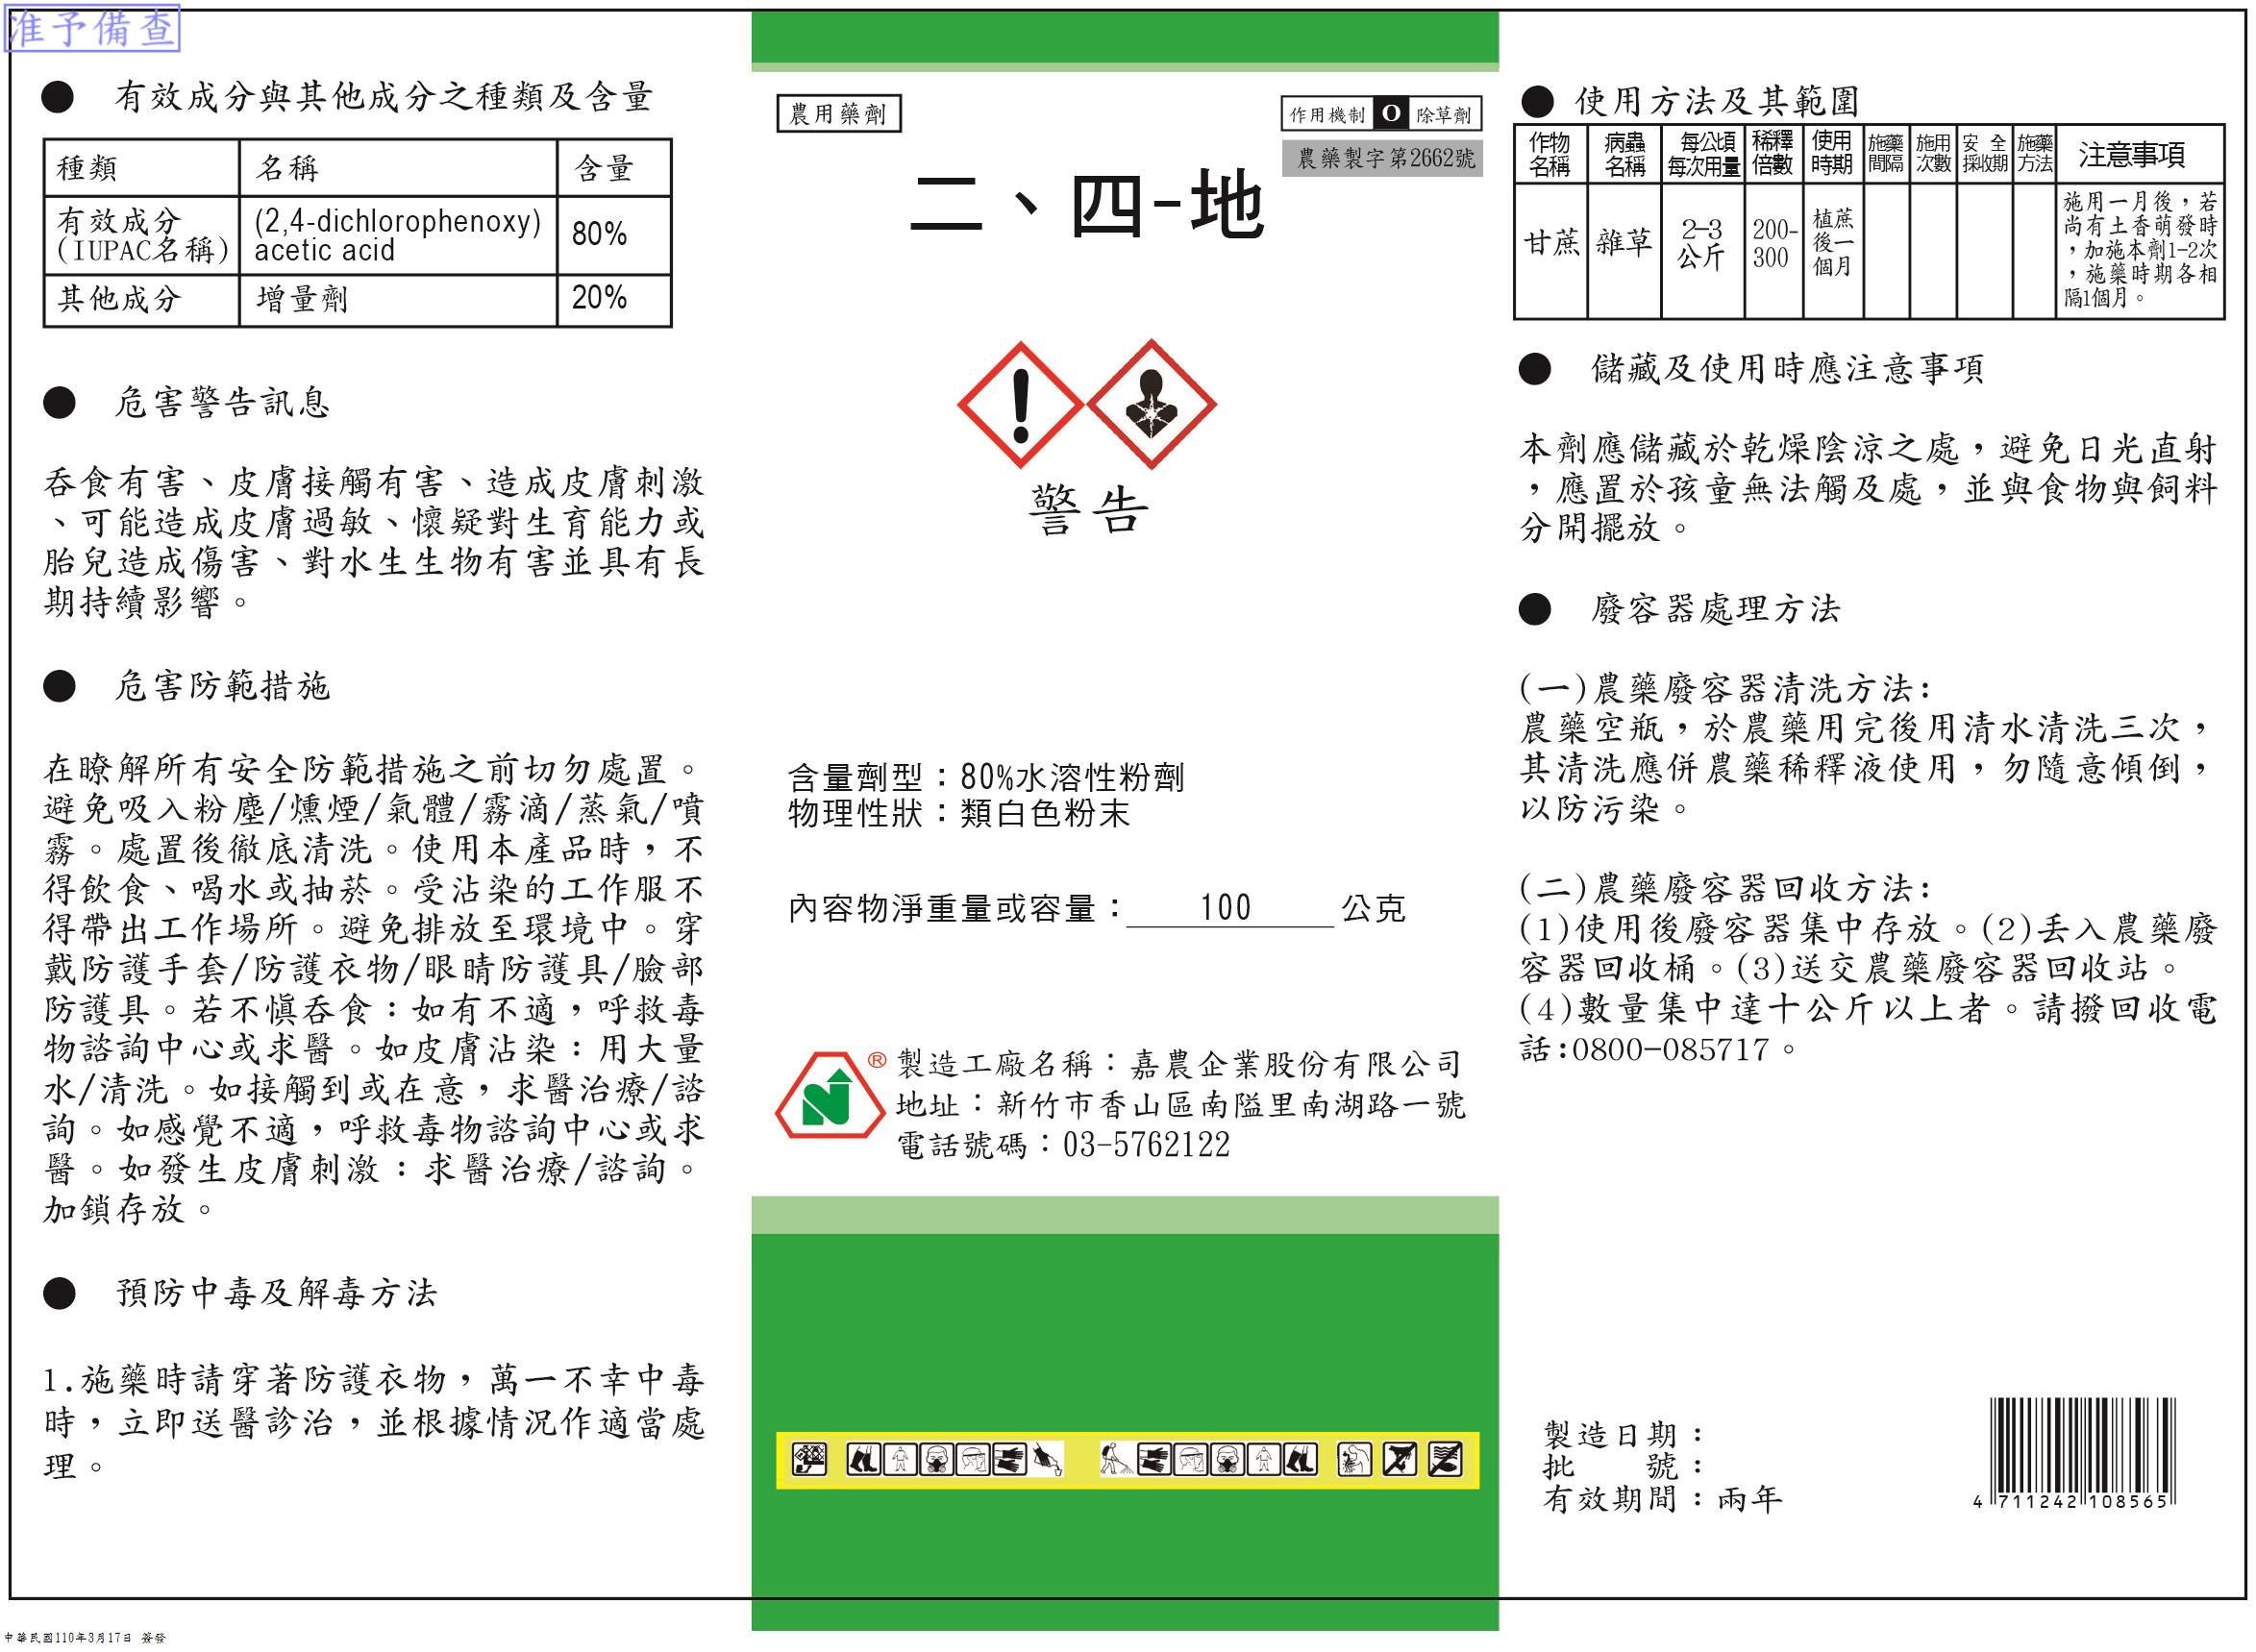 准予備查
● 有效成分與其他成分之種類及含量
種類 名稱 含量
有效成分
(IUPAC名稱)
(2,4-dichlorophenoxy)
acetic acid
80%
其他成分 增量劑 20%
● 危害警告訊息
吞食有害、皮膚接觸有害、造成皮膚刺激
、可能造成皮膚過敏、懷疑對生育能力或
胎兒造成傷害、對水生生物有害並具有長
期持續影響。
● 危害防範措施
在瞭解所有安全防範措施之前切勿處置。
避免吸入粉塵/燻煙/氣體/霧滴/蒸氣/噴
霧。處置後徹底清洗。使用本產品時，不
得飲食、喝水或抽菸。受沾染的工作服不
得帶出工作場所。避免排放至環境中。穿
戴防護手套/防護衣物/眼睛防護具/臉部
防護具。若不慎吞食：如有不適，呼救毒
物諮詢中心或求醫。如皮膚沾染：用大量
水/清洗。如接觸到或在意，求醫治療/諮
詢。如感覺不適，呼救毒物諮詢中心或求
醫。如發生皮膚刺激：求醫治療/諮詢。
加鎖存放。
● 預防中毒及解毒方法
1.施藥時請穿著防護衣物，萬一不幸中毒
時，立即送醫診治，並根據情況作適當處
理。
農用藥劑
作用機制 O 除草劑
農藥製字第2662號
二、四-地
警告
含量劑型：80%水溶性粉劑
物理性狀：類白色粉末
內容物淨重量或容量： 100 公克
®
製造工廠名稱：嘉農企業股份有限公司
地址：新竹市香山區南隘里南湖路一號
電話號碼：03-5762122
● 使用方法及其範圍
作物
名稱
病蟲
名稱
每公頃
每次用量
稀釋
倍數
使用
時期
施藥
間隔
施用
次數
安 全
採收期
施藥
方法
注意事項
甘蔗
雜草
2-3
公斤
200-
300
植蔗
後一
個月
施用一月後，若
尚有土香萌發時
，加施本劑1-2次
，施藥時期各相
隔1個月。
● 儲藏及使用時應注意事項
本劑應儲藏於乾燥陰涼之處，避免日光直射
，應置於孩童無法觸及處，並與食物與飼料
分開擺放。
● 廢容器處理方法
(一)農藥廢容器清洗方法:
農藥空瓶，於農藥用完後用清水清洗三次，
其清洗應併農藥稀釋液使用，勿隨意傾倒，
以防污染。
(二)農藥廢容器回收方法:
(1)使用後廢容器集中存放。(2)丟入農藥廢
容器回收桶。(3)送交農藥廢容器回收站。
(4)數量集中達十公斤以上者。請撥回收電
話:0800-085717。
製造日期：
批 號：
有效期間：兩年
4 711242 108565
中華民國110年3月17日 簽發